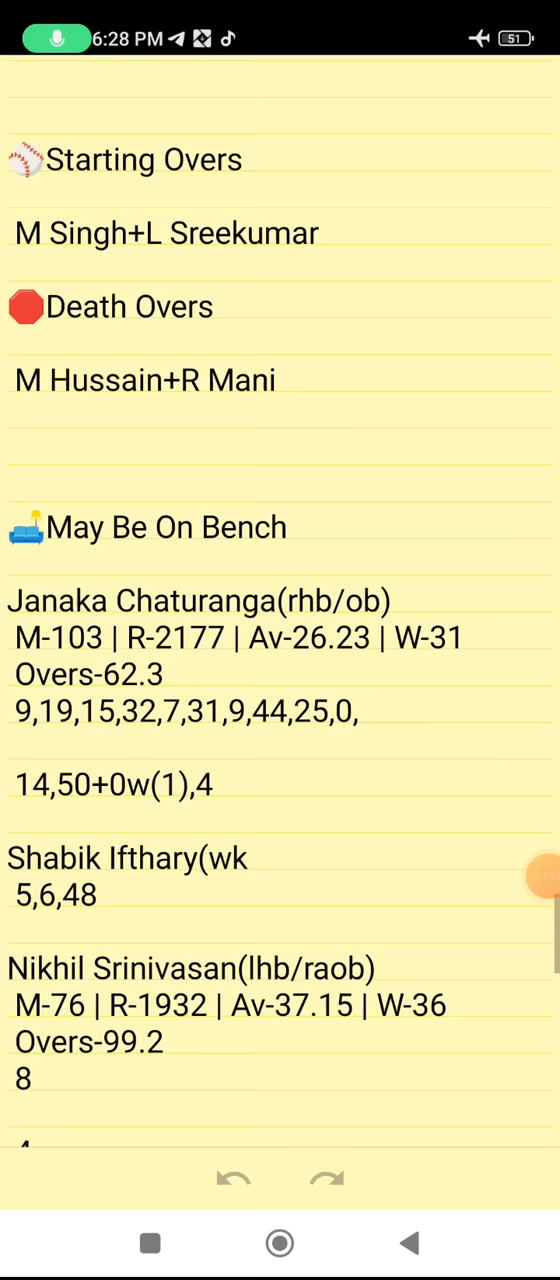 6:28 PM
51
Starting Overs
M Singh+L Sreekumar
Death Overs
M Hussain+R Mani
May Be On Bench
Janaka Chaturanga(rhb/ob)
M-103 | R-2177 | Av-26.23 | W-31
Overs-62.3
9,19,15,32,7,31,9,44,25,0,
14,50+0w(1),4
Shabik Ifthary(wk
5,6,48
Nikhil Srinivasan(lhb/raob)
M-76 | R-1932 | Av-37.15 | W-36
Overs-99.2
8